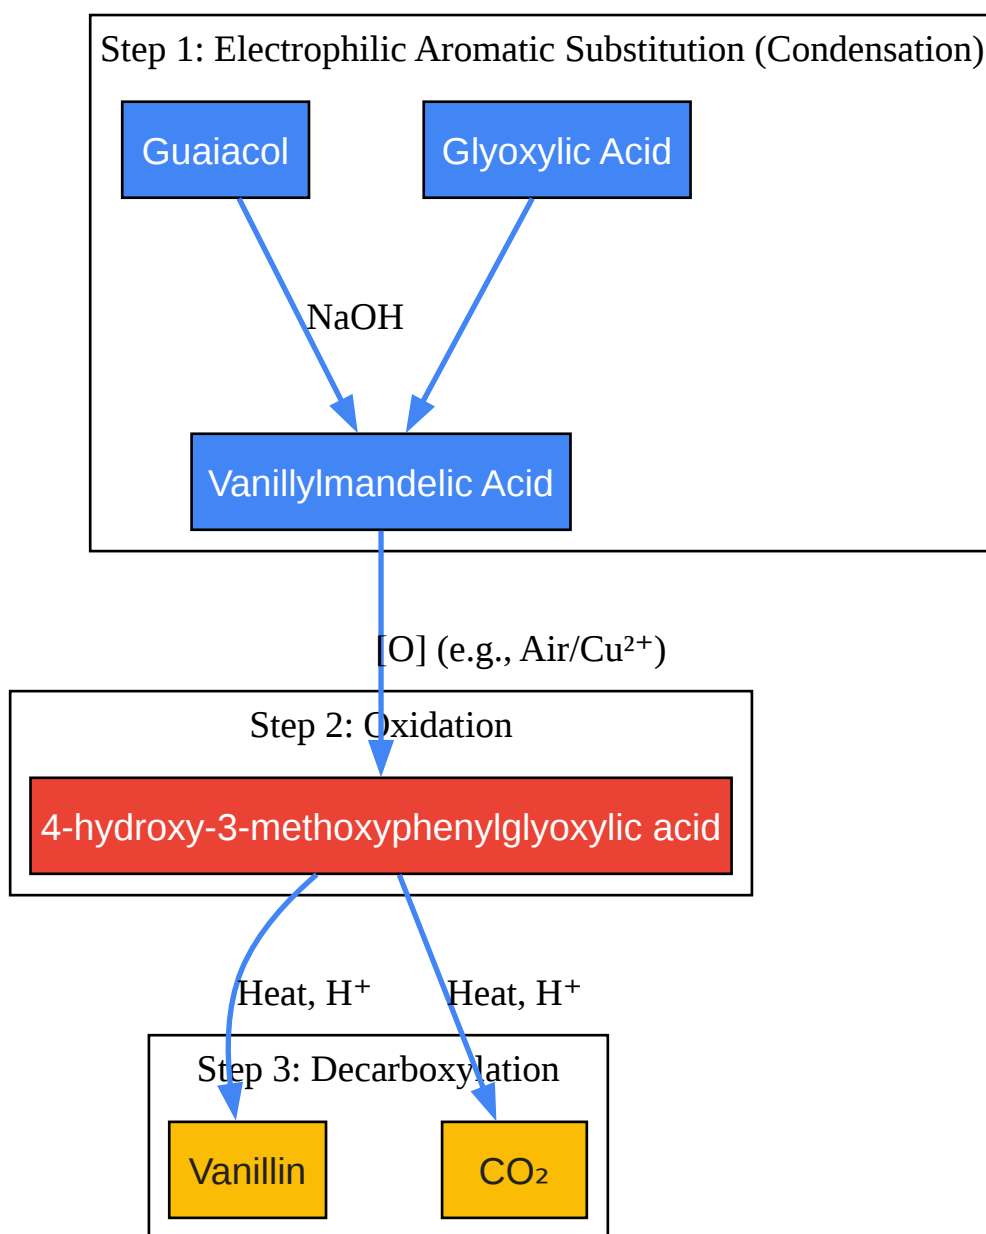 Step 1: Electrophilic Aromatic Substitution (Condensation)
Guaiacol
Glyoxylic Acid
NaOH
Vanillylmandelic Acid
[O] (e.g., Air/Cu²⁺)
Step 2: Oxidation
4-hydroxy-3-methoxyphenylglyoxylic acid
Heat, H⁺
Heat, H⁺
Step 3: Decarboxylation
Vanillin
CO₂